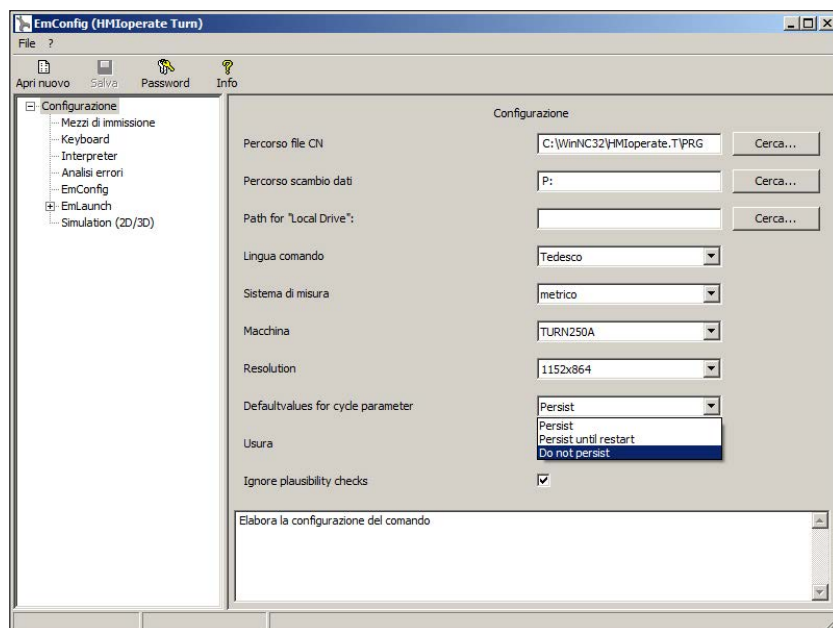 EmConfig (HMIoperate Turn)
File ?
Apri nuovo Salva Password Info
Configurazione
Mezzi di immissione
Keyboard
Interpreter
Analisi errori
EmConfig
EmLaunch
Simulation (2D/3D)
Configurazione
Percorso file CN C:\WinNC32\HMIoperate.T\PRG Cerca...
Percorso scambio dati P: Cerca...
Path for "Local Drive": Cerca...
Lingua comando Tedesco
Sistema di misura metrico
Macchina TURN250A
Resolution 1152x864
Defaultvalues for cycle parameter Persist
Persist
Persist until restart
Do not persist
Usura
Ignore plausibility checks
Elabora la configurazione del comando